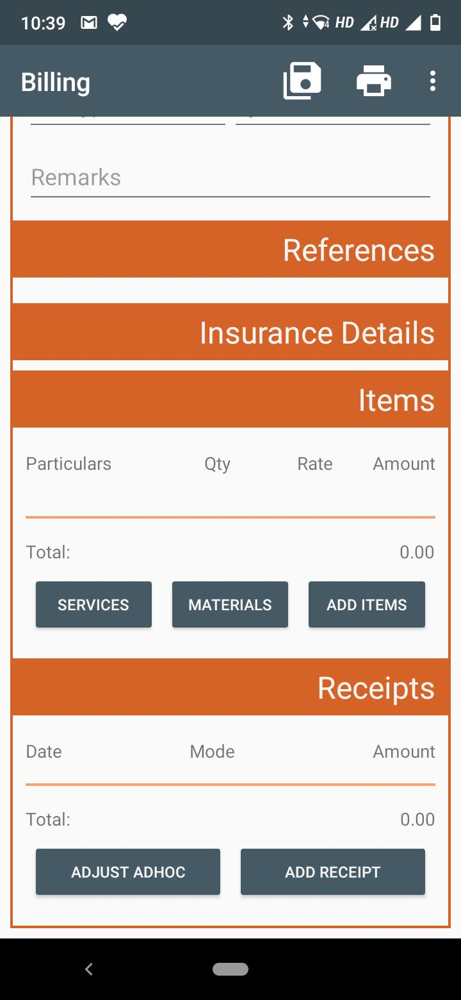 10:39 4 HD HD
Billing
Remarks
References
Insurance Details
Items
Particulars Qty Rate Amount
Total: 0.00
SERVICES MATERIALS ADD ITEMS
Receipts
Date Mode Amount
Total: 0.00
ADJUST ADHOC ADD RECEIPT